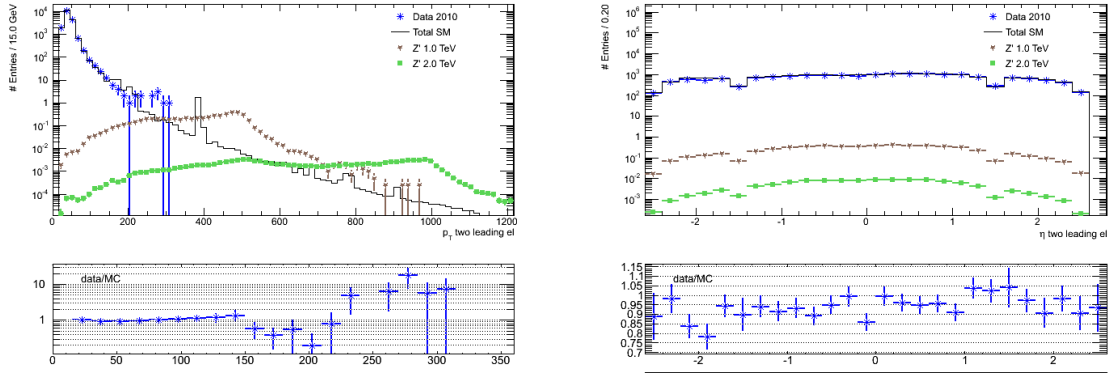 # Entries / 15.0 GeV
10⁴
10³
10²
10
1
10⁻¹
10⁻²
10⁻³
10⁻⁴
Data 2010
Total SM
Z' 1.0 TeV
Z' 2.0 TeV
0 200 400 600 800 1000 1200
p_T two leading el
data/MC
10
1
0 50 100 150 200 250 300 350
# Entries / 0.20
10⁶
10⁵
10⁴
10³
10²
10
1
10⁻¹
10⁻²
10⁻³
Data 2010
Total SM
Z' 1.0 TeV
Z' 2.0 TeV
-2 -1 0 1 2
η two leading el
data/MC
1.15
1.1
1.05
1
0.95
0.9
0.85
0.8
0.75
0.7
-2 -1 0 1 2